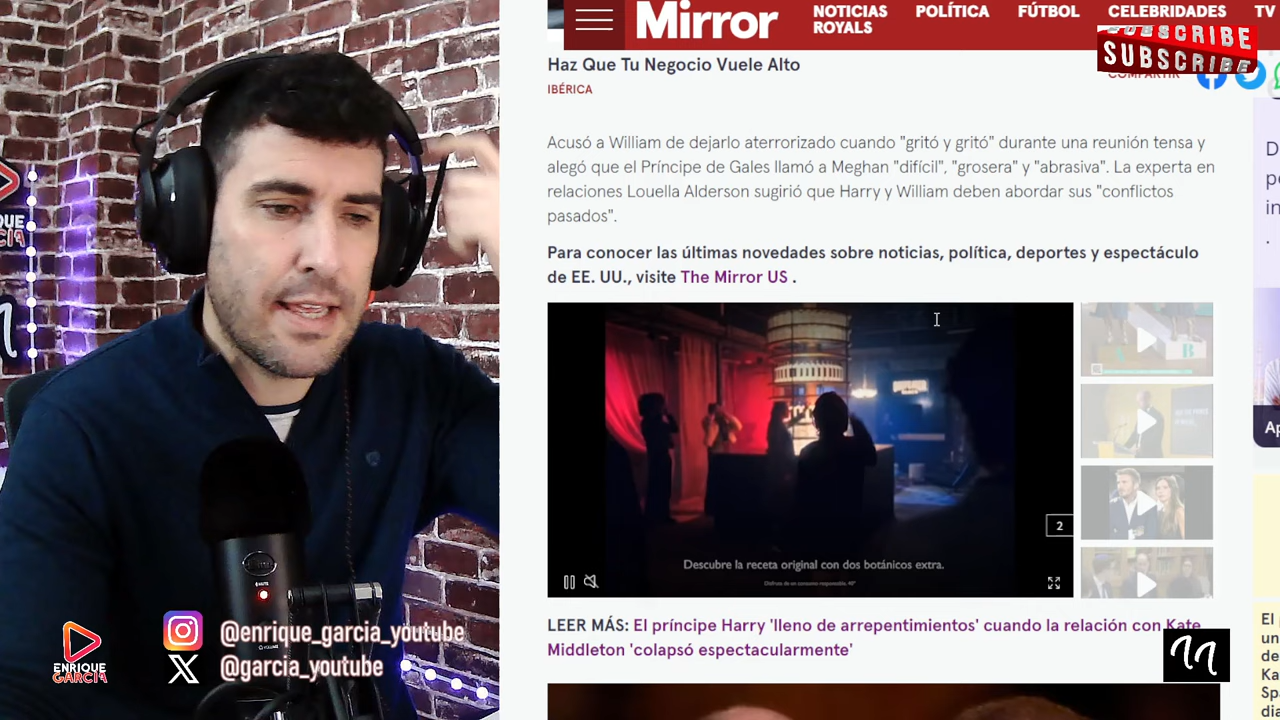 Mirror
NOTICIAS
ROYALS
POLÍTICA
FÚTBOL
CELEBRIDADES
TV
SUBSCRIBE
SUBSCRIBE
COMPARTIR
Haz Que Tu Negocio Vuele Alto
IBÉRICA
Acusó a William de dejarlo aterrorizado cuando "gritó y gritó" durante una reunión tensa y
alegó que el Príncipe de Gales llamó a Meghan "difícil", "grosera" y "abrasiva". La experta en
relaciones Louella Alderson sugirió que Harry y William deben abordar sus "conflictos
pasados".
Para conocer las últimas novedades sobre noticias, política, deportes y espectáculo
de EE. UU., visite The Mirror US .
2
Descubre la receta original con dos botánicos extra.
LEER MÁS: El príncipe Harry 'lleno de arrepentimientos' cuando la relación con Kate
Middleton 'colapsó espectacularmente'
@enrique_garcia_youtube
@garcia_youtube
ENRIQUE
GARCIA